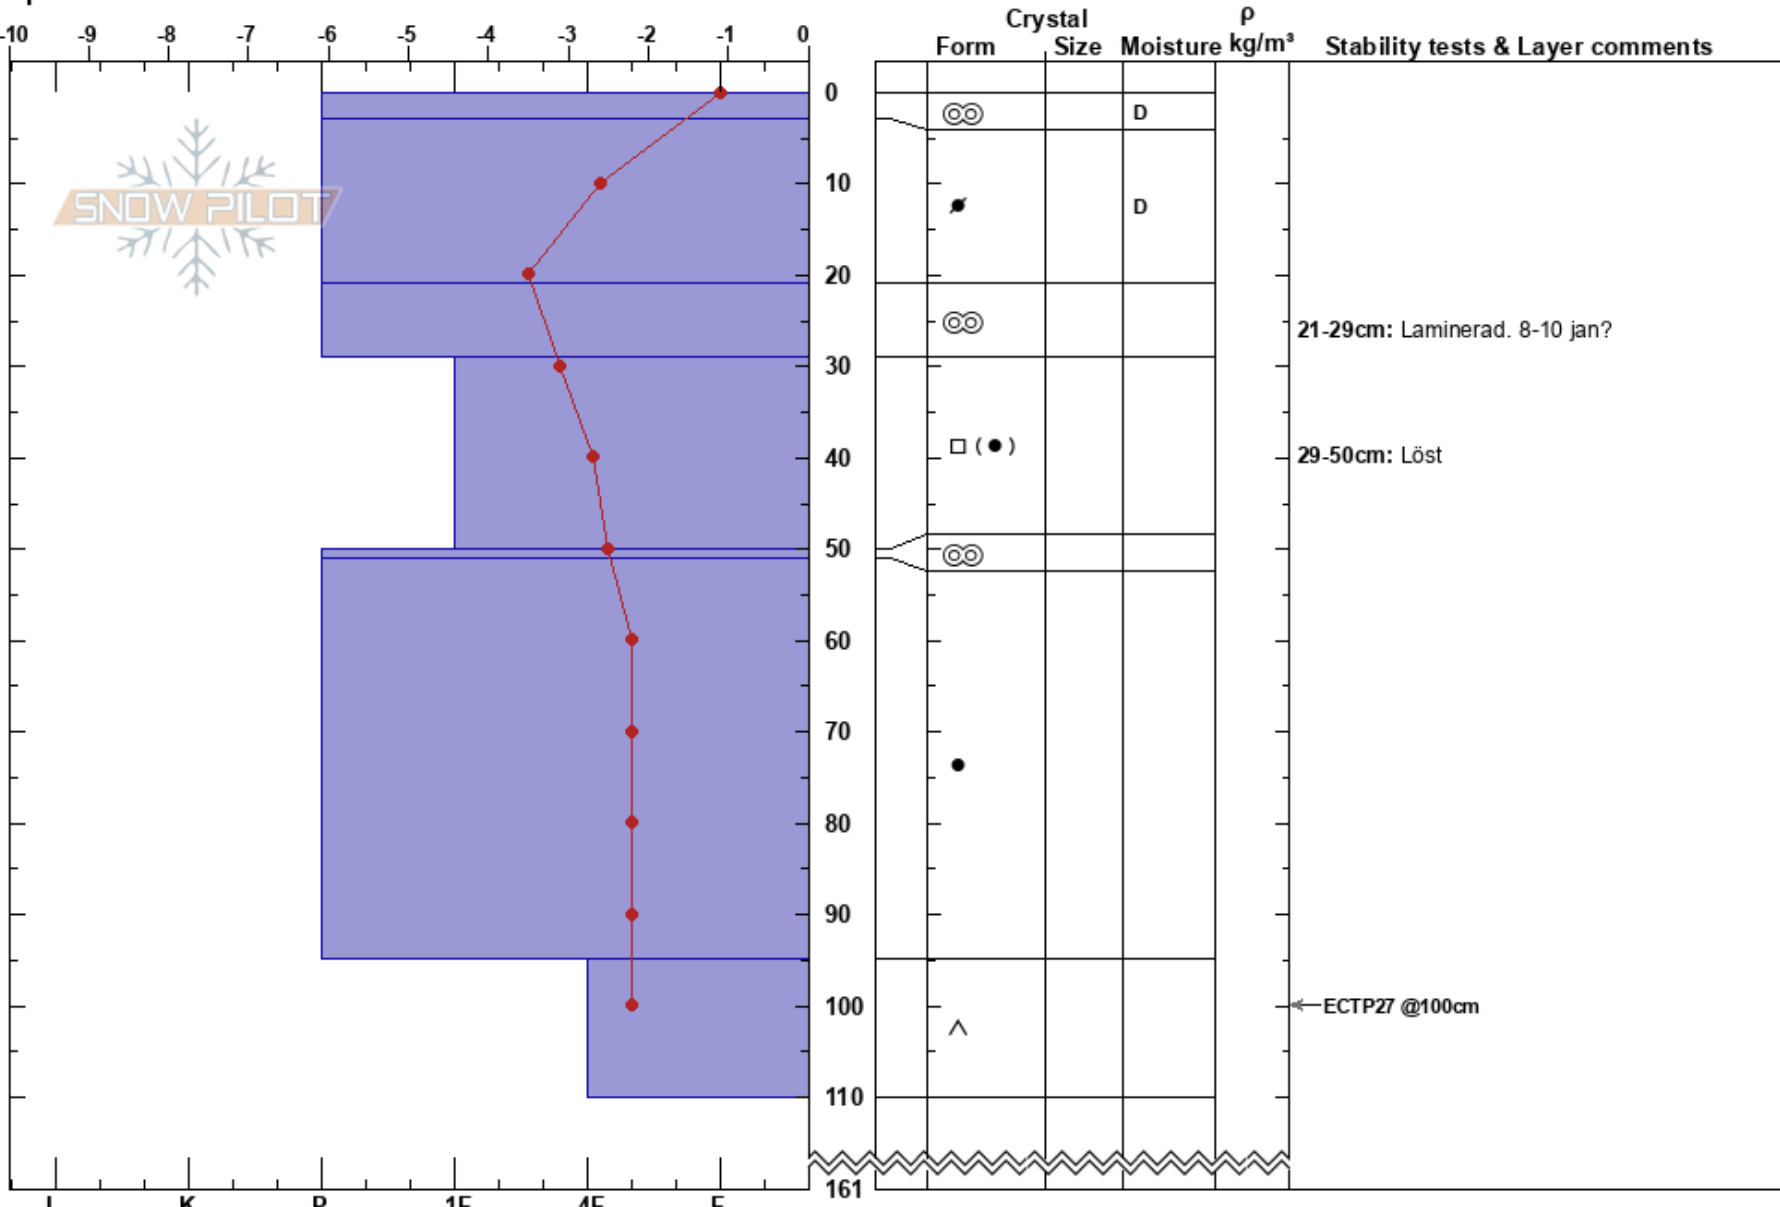 Crystal ρ
-10 -9 -8 -7 -6 -5 -4 -3 -2 -1 0 Form Size Moisture kg/m³ Stability tests & Layer comments
0
D
SNOW PILOT
10
D
20
21-29cm: Laminerad. 8-10 jan?
30
( )
40
29-50cm: Löst
50
60
70
80
90
100
ECTP27 @100cm
110
161
I K P 1F 4F F